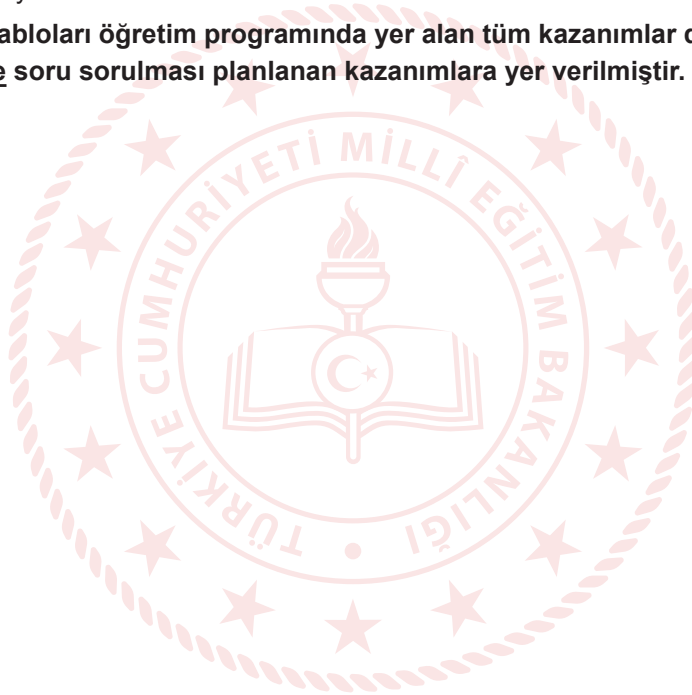 abloları öğretim programında yer alan tüm kazanımlar
e soru sorulması planlanan kazanımlara yer verilmiştir.
TÜRKİYE CUMHURİYETİ MİLLÎ EĞİTİM BAKANLIĞI